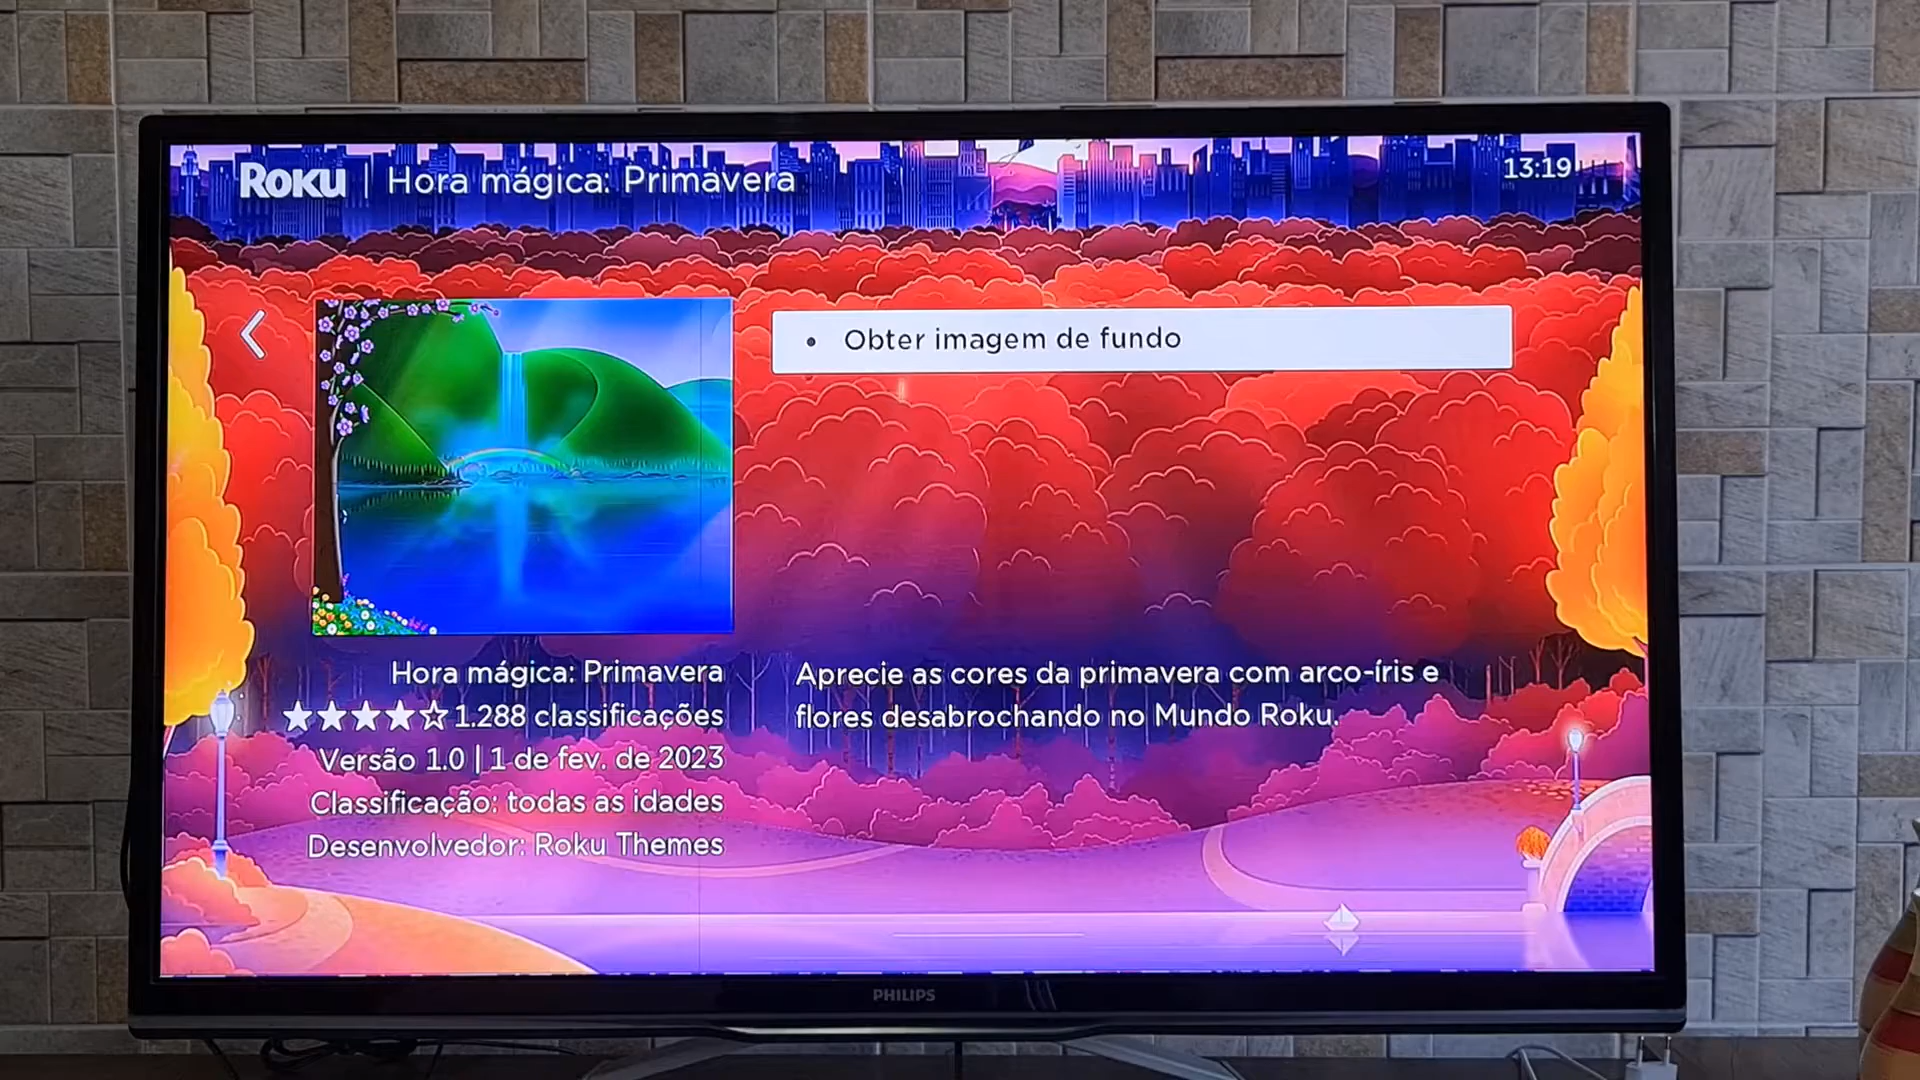 Roku | Hora mágica: Primavera
13:19
Obter imagem de fundo
Hora mágica: Primavera
1.288 classificações
Versão 1.0 | 1 de fev. de 2023
Classificação: todas as idades
Desenvolvedor: Roku Themes
Aprecie as cores da primavera com arco-íris e
flores desabrochando no Mundo Roku.
PHILIPS